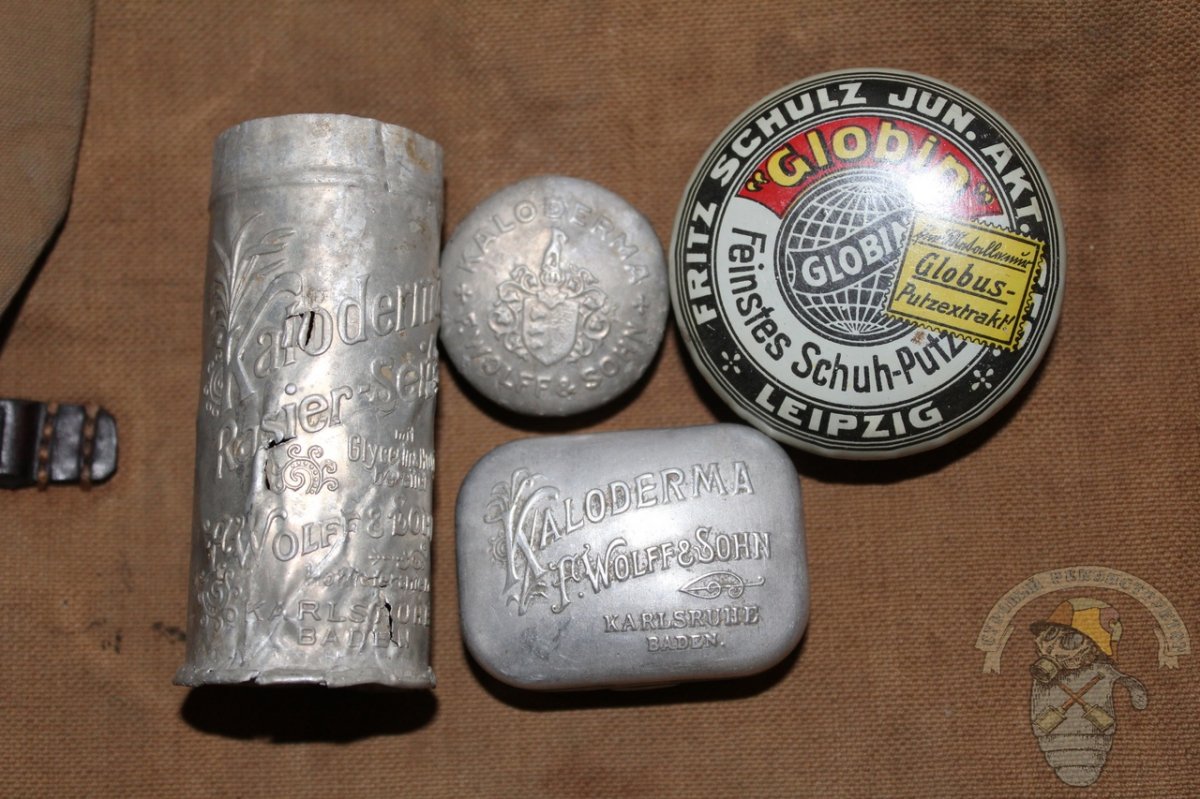 Kaloderma
Rasier-Seife
mit
F. WOLFF & SOHN
KARLSRUHE
BADEN.
KALODERMA
F. WOLFF & SOHN
KALODERMA
F. WOLFF & SOHN
KARLSRUHE
BADEN.
FRITZ SCHULZ JUN. AKT.
"Globin"
GLOBIN
Feinstes Schuh-Putz
Globus-
Putzextrakt
LEIPZIG